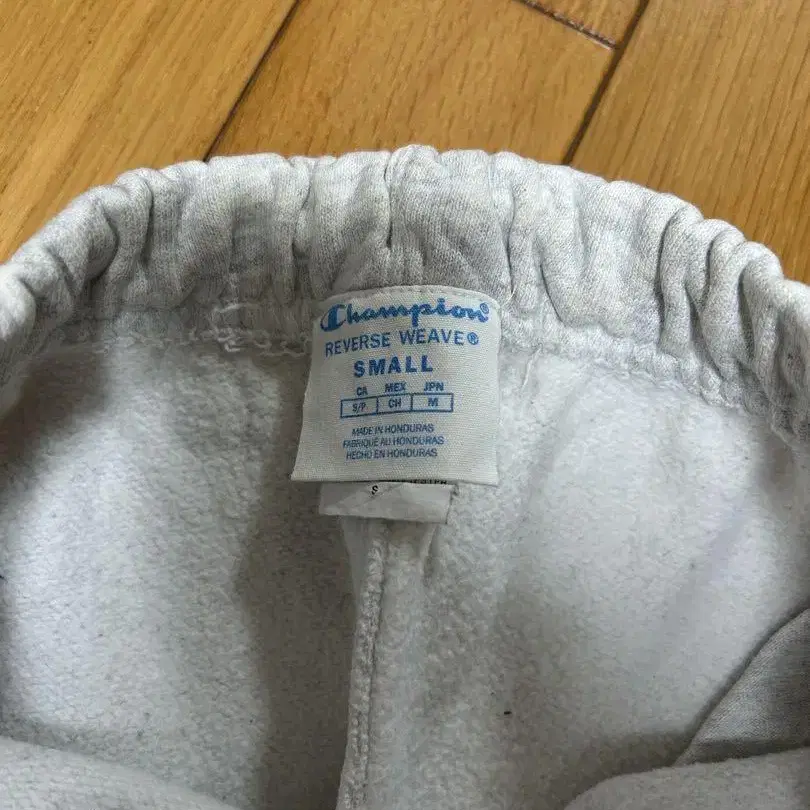 Champion®
REVERSE WEAVE®
SMALL
CA MEX JPN
S/P CH M
MADE IN HONDURAS
FABRIQUÉ AU HONDURAS
HECHO EN HONDURAS
S